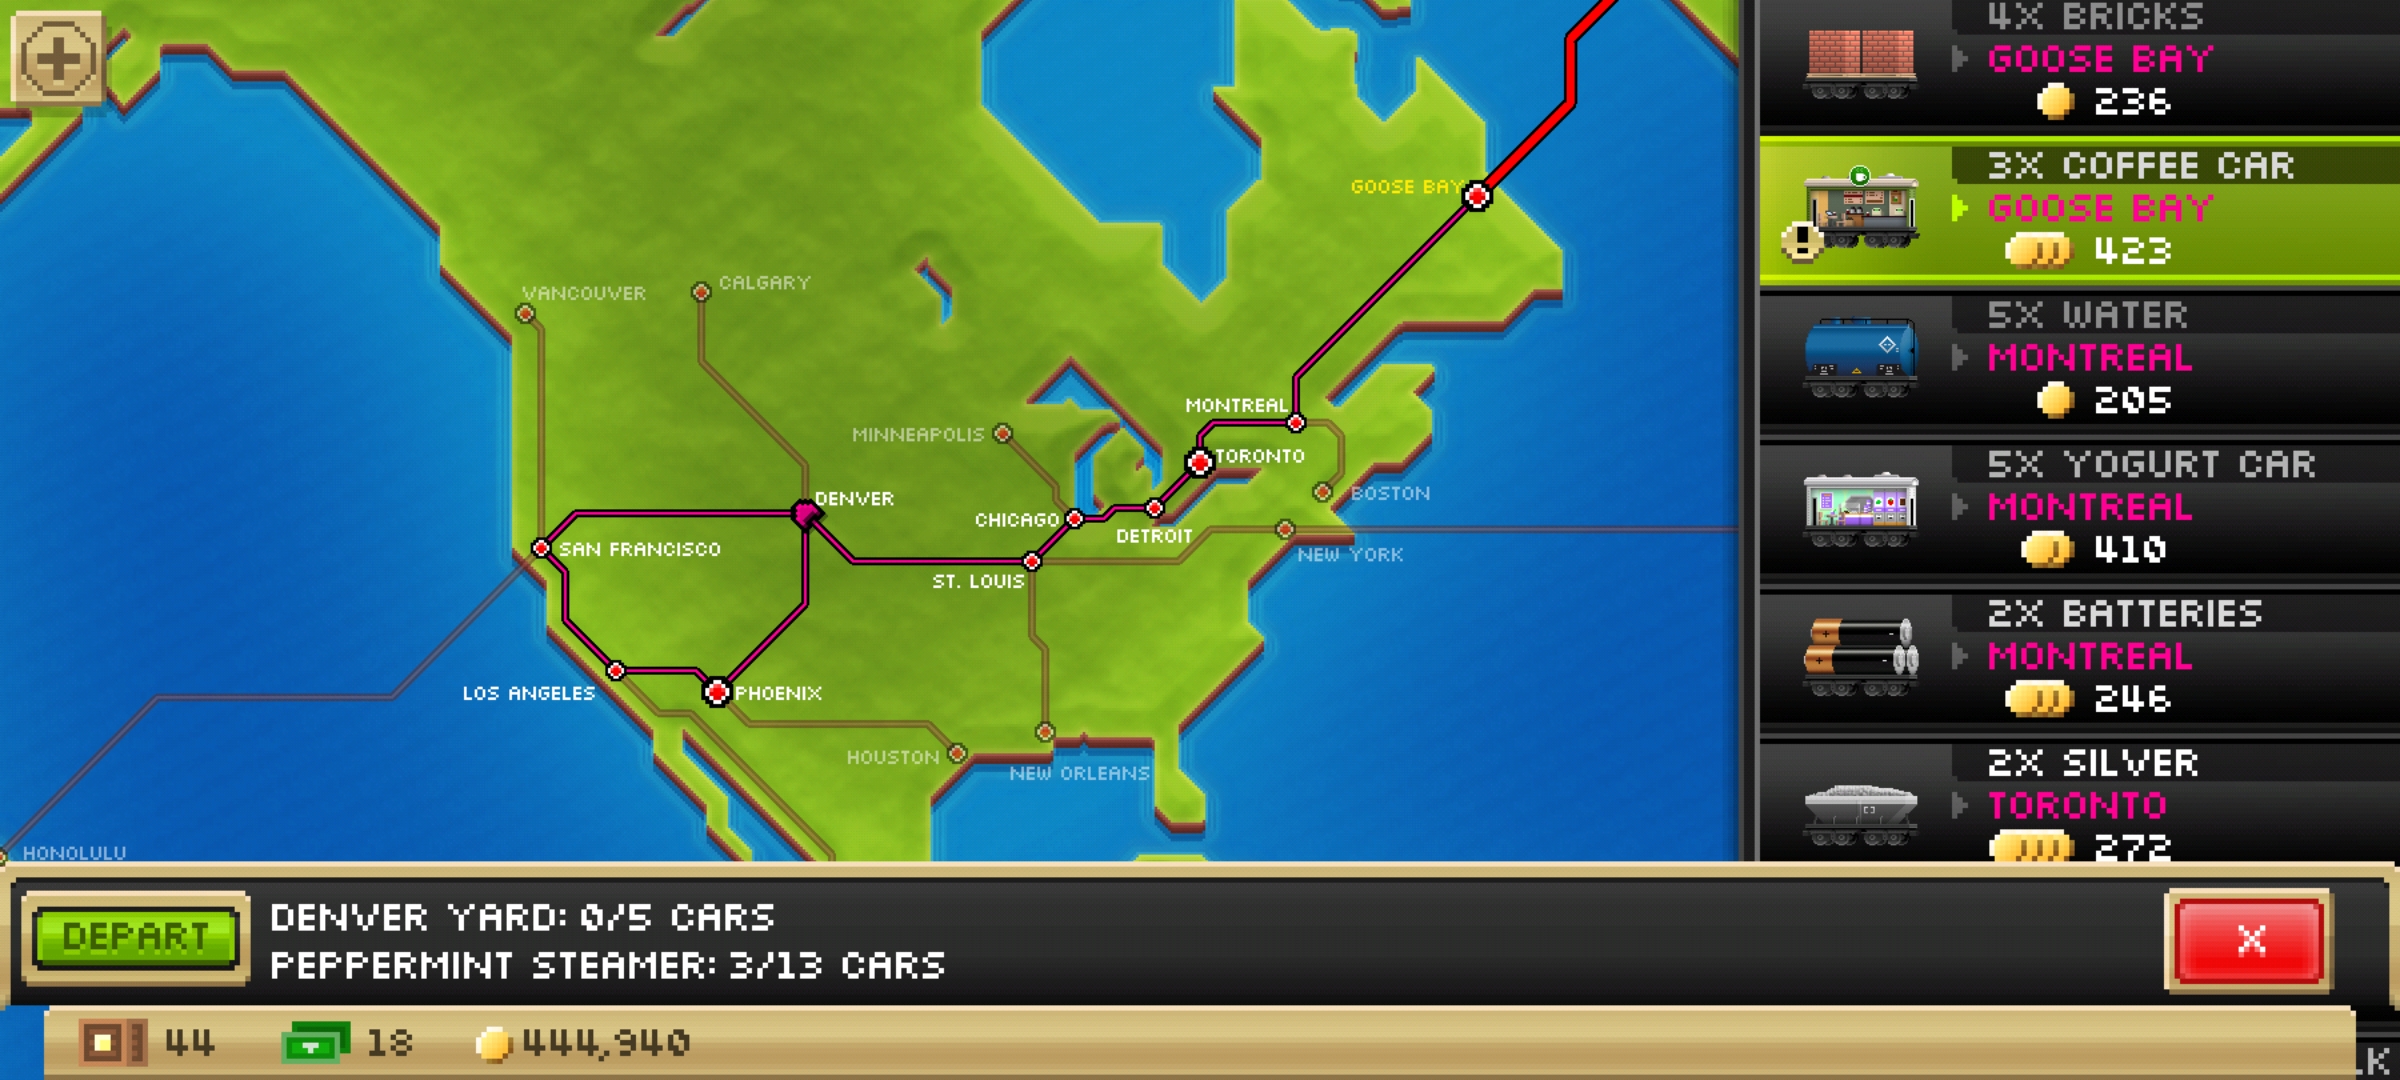 4X BRICKS
GOOSE BAY
236
3X COFFEE CAR
GOOSE BAY
423
5X WATER
MONTREAL
205
5X YOGURT CAR
MONTREAL
410
2X BATTERIES
MONTREAL
246
2X SILVER
TORONTO
272
GOOSE BAY
VANCOUVER
CALGARY
MINNEAPOLIS
MONTREAL
TORONTO
BOSTON
DENVER
CHICAGO
DETROIT
SAN FRANCISCO
NEW YORK
ST. LOUIS
LOS ANGELES
PHOENIX
HOUSTON
NEW ORLEANS
HONOLULU
DEPART
DENVER YARD: 0/5 CARS
PEPPERMINT STEAMER: 3/13 CARS
X
44
18
444,940